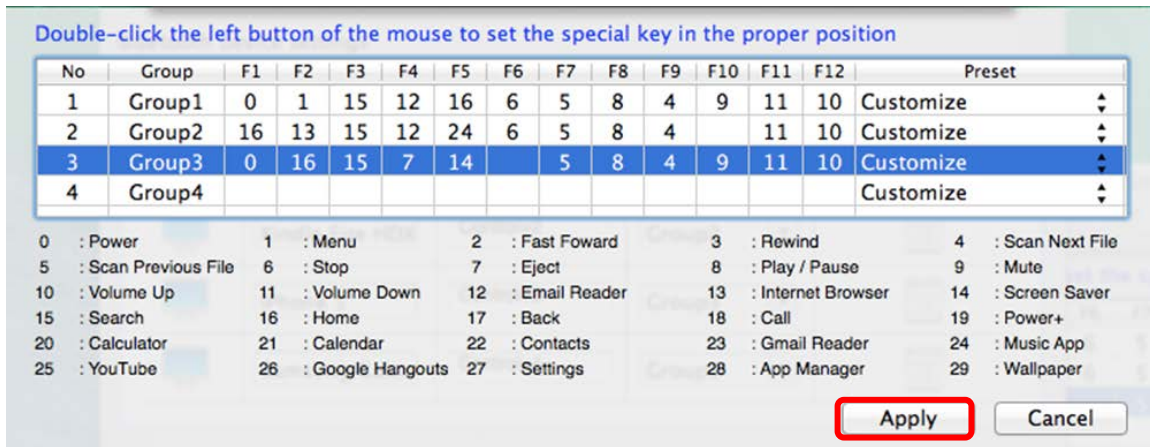 Double-click the left button of the mouse to set the special key in the proper position
No Group F1 F2 F3 F4 F5 F6 F7 F8 F9 F10 F11 F12 Preset
1 Group1 0 1 15 12 16 6 5 8 4 9 11 10 Customize
2 Group2 16 13 15 12 24 6 5 8 4 11 10 Customize
3 Group3 0 16 15 7 14 5 8 4 9 11 10 Customize
4 Group4 Customize
0 : Power 1 : Menu 2 : Fast Foward 3 : Rewind 4 : Scan Next File
5 : Scan Previous File 6 : Stop 7 : Eject 8 : Play / Pause 9 : Mute
10 : Volume Up 11 : Volume Down 12 : Email Reader 13 : Internet Browser 14 : Screen Saver
15 : Search 16 : Home 17 : Back 18 : Call 19 : Power+
20 : Calculator 21 : Calendar 22 : Contacts 23 : Gmail Reader 24 : Music App
25 : YouTube 26 : Google Hangouts 27 : Settings 28 : App Manager 29 : Wallpaper
Apply Cancel